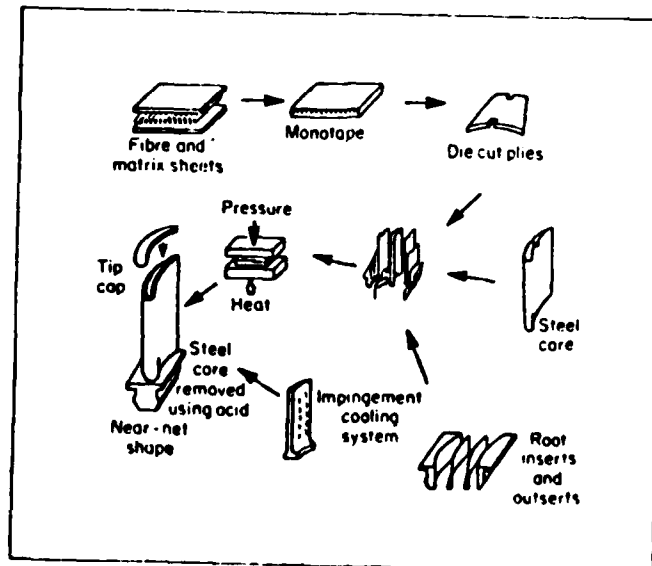 Fibre and
matrix sheets
Monotape
Die cut plies
Pressure
Heat
Tip
cap
Steel
core
Steel
core
removed
using acid
Near-net
shape
Impingement
cooling
system
Root
inserts
and
outserts